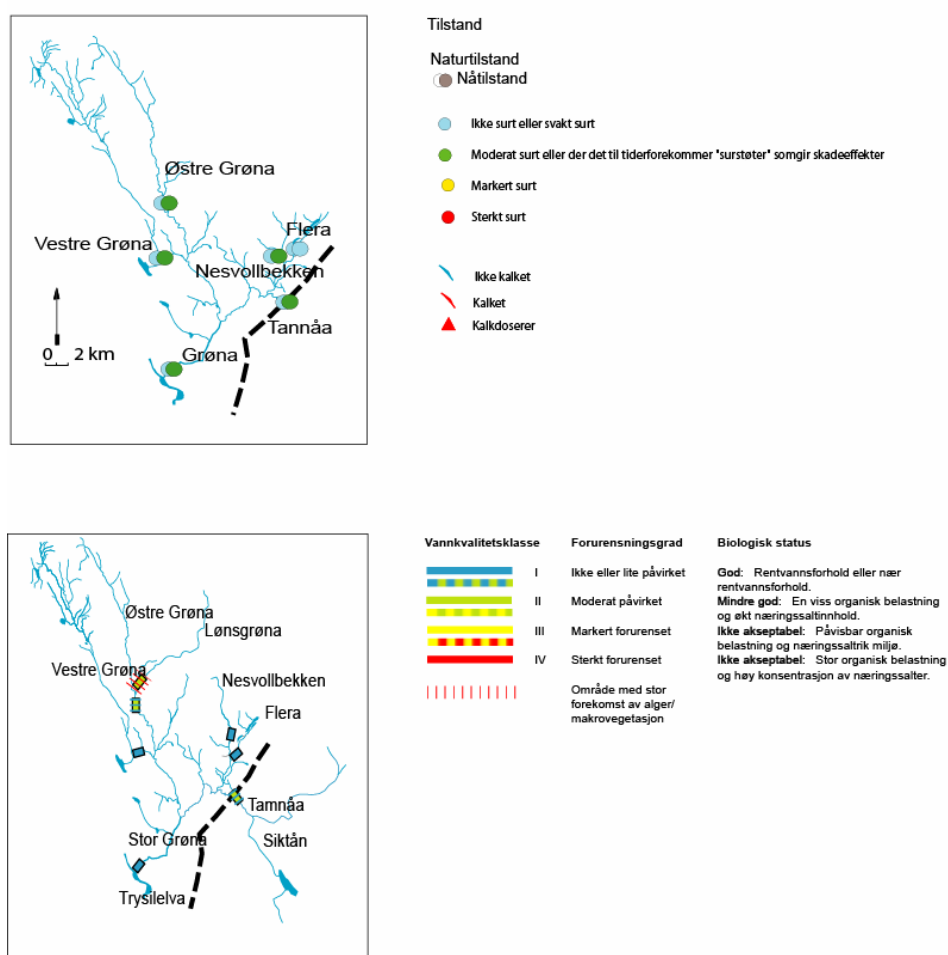 Tilstand
Naturtilstand
Nåtilstand
Ikke surt eller svakt surt
Moderat surt eller der det til tiderforekommer "surstøter" somgir skadeeffekter
Markert surt
Sterkt surt
Ikke kalket
Kalket
Kalkdoserer
Østre Grøna
Flera
Vestre Grøna
Nesvollbekken
Tannåa
0 2 km
Grøna
Vannkvalitetsklasse Forurensningsgrad Biologisk status
I Ikke eller lite påvirket God: Rentvannsforhold eller nær
rentvannsforhold.
II Moderat påvirket Mindre god: En viss organisk belastning
og økt næringssaltinnhold.
III Markert forurenset Ikke akseptabel: Påvisbar organisk
belastning og næringssaltrik miljø.
IV Sterkt forurenset Ikke akseptabel: Stor organisk belastning
og høy konsentrasjon av næringssalter.
Område med stor
forekomst av alger/
makrovegetasjon
Østre Grøna
Lønsgrøna
Vestre Grøna
Nesvollbekken
Flera
Tamnåa
Stor Grøna
Siktån
Trysilelva